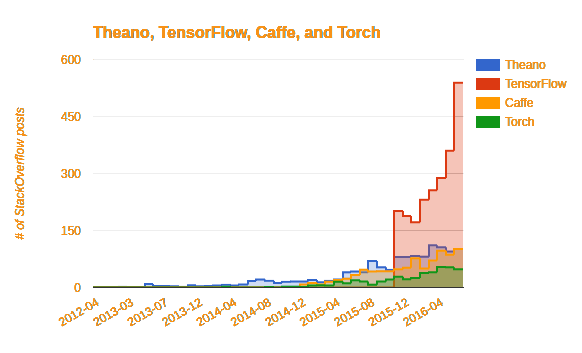 Theano, TensorFlow, Caffe, and Torch
# of StackOverflow posts
600
450
300
150
0
2012-04
2013-03
2013-07
2013-12
2014-04
2014-08
2014-12
2015-04
2015-08
2015-12
2016-04
Theano
TensorFlow
Caffe
Torch